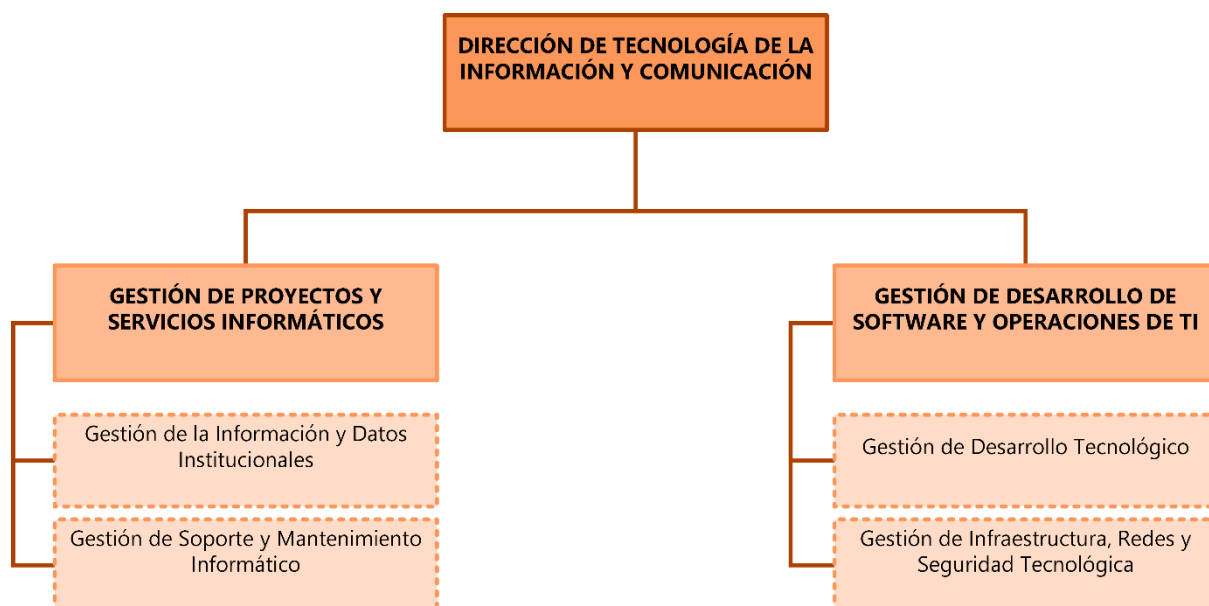 DIRECCIÓN DE TECNOLOGÍA DE LA
INFORMACIÓN Y COMUNICACIÓN
GESTIÓN DE PROYECTOS Y
SERVICIOS INFORMÁTICOS
GESTIÓN DE DESARROLLO DE
SOFTWARE Y OPERACIONES DE TI
Gestión de la Información y Datos
Institucionales
Gestión de Desarrollo Tecnológico
Gestión de Soporte y Mantenimiento
Informático
Gestión de Infraestructura, Redes y
Seguridad Tecnológica